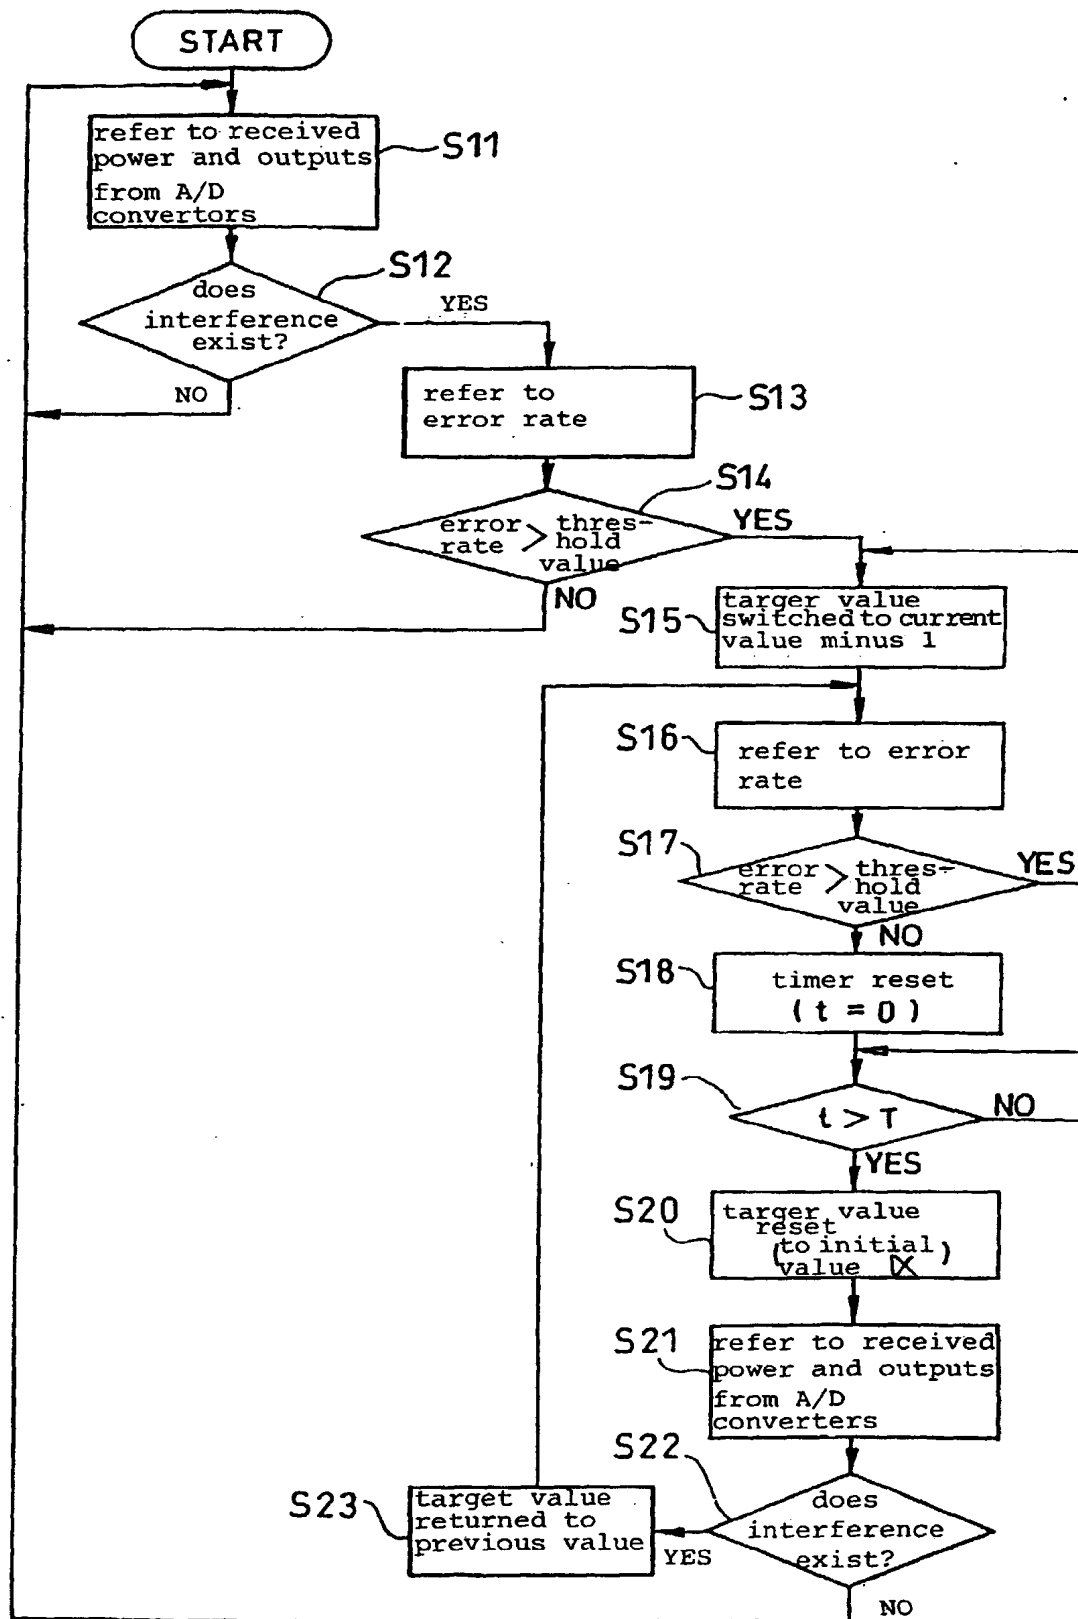 START
refer to received
power and outputs
from A/D
convertors
S11
S12
does
interference
exist?
YES
NO
refer to
error rate
S13
S14
error > thres-
rate hold
value
YES
NO
S15
targer value
switched to current
value minus 1
S16
refer to error
rate
S17
error > thres-
rate hold
value
YES
NO
S18
timer reset
(t = 0)
S19
t > T
NO
YES
S20
targer value
reset
(to initial)
value
S21
refer to received
power and outputs
from A/D
converters
S22
does
interference
exist?
YES
NO
S23
target value
returned to
previous value